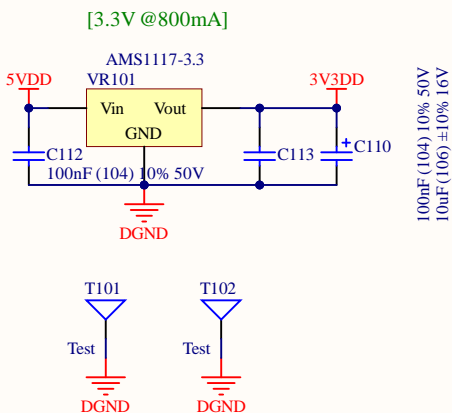 [3.3V @800mA]
AMS1117-3.3
5VDD
VR101
3V3DD
Vin
Vout
GND
C112
C113
+
C110
100nF (104) 10% 50V
DGND
100nF (104) 10% 50V
10uF (106) ±10% 16V
T101
T102
Test
Test
DGND
DGND